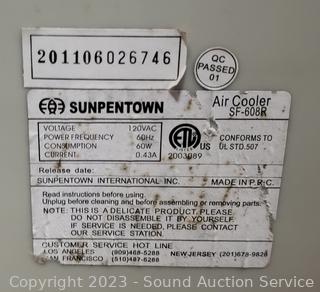 201106026746
QC
PASSED
01
SUNPENTOWN
Air Cooler
SF-608R
VOLTAGE 120VAC
POWER FREQUENCY 60Hz
CONSUMPTION 60W
CURRENT 0.43A
ETL
US
2003089
CONFORMS TO
UL STD.507
Release date:
SUNPENTOWN INTERNATIONAL INC. MADE IN P.R.C.
Read instructions before using.
Unplug before cleaning and before assembling or removing parts.
NOTE: THIS IS A DELICATE PRODUCT. PLEASE
DO NOT DISASSEMBLE IT BY YOURSELF.
IF SERVICE IS NEEDED, PLEASE CONTACT
OUR SERVICE STATION.
CUSTOMER SERVICE HOT LINE
LOS ANGELES (909)468-5288 NEW JERSEY (201)678-9828
SAN FRANCISCO (510)487-6288
Copyright 2023 - Sound Auction Service